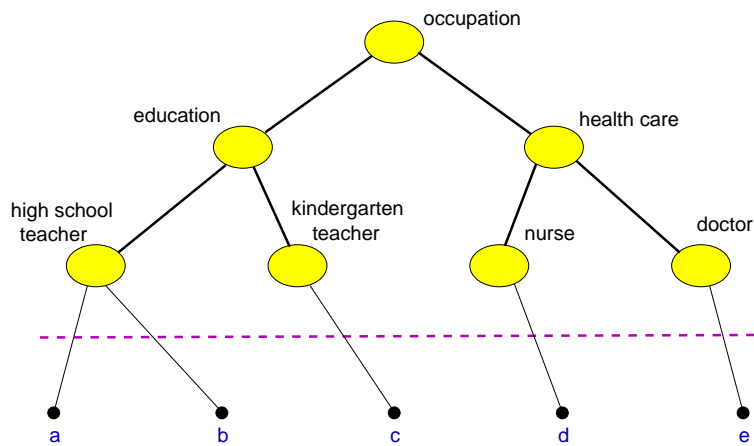 occupation
education
health care
high school
teacher
kindergarten
teacher
nurse
doctor
a
b
c
d
e